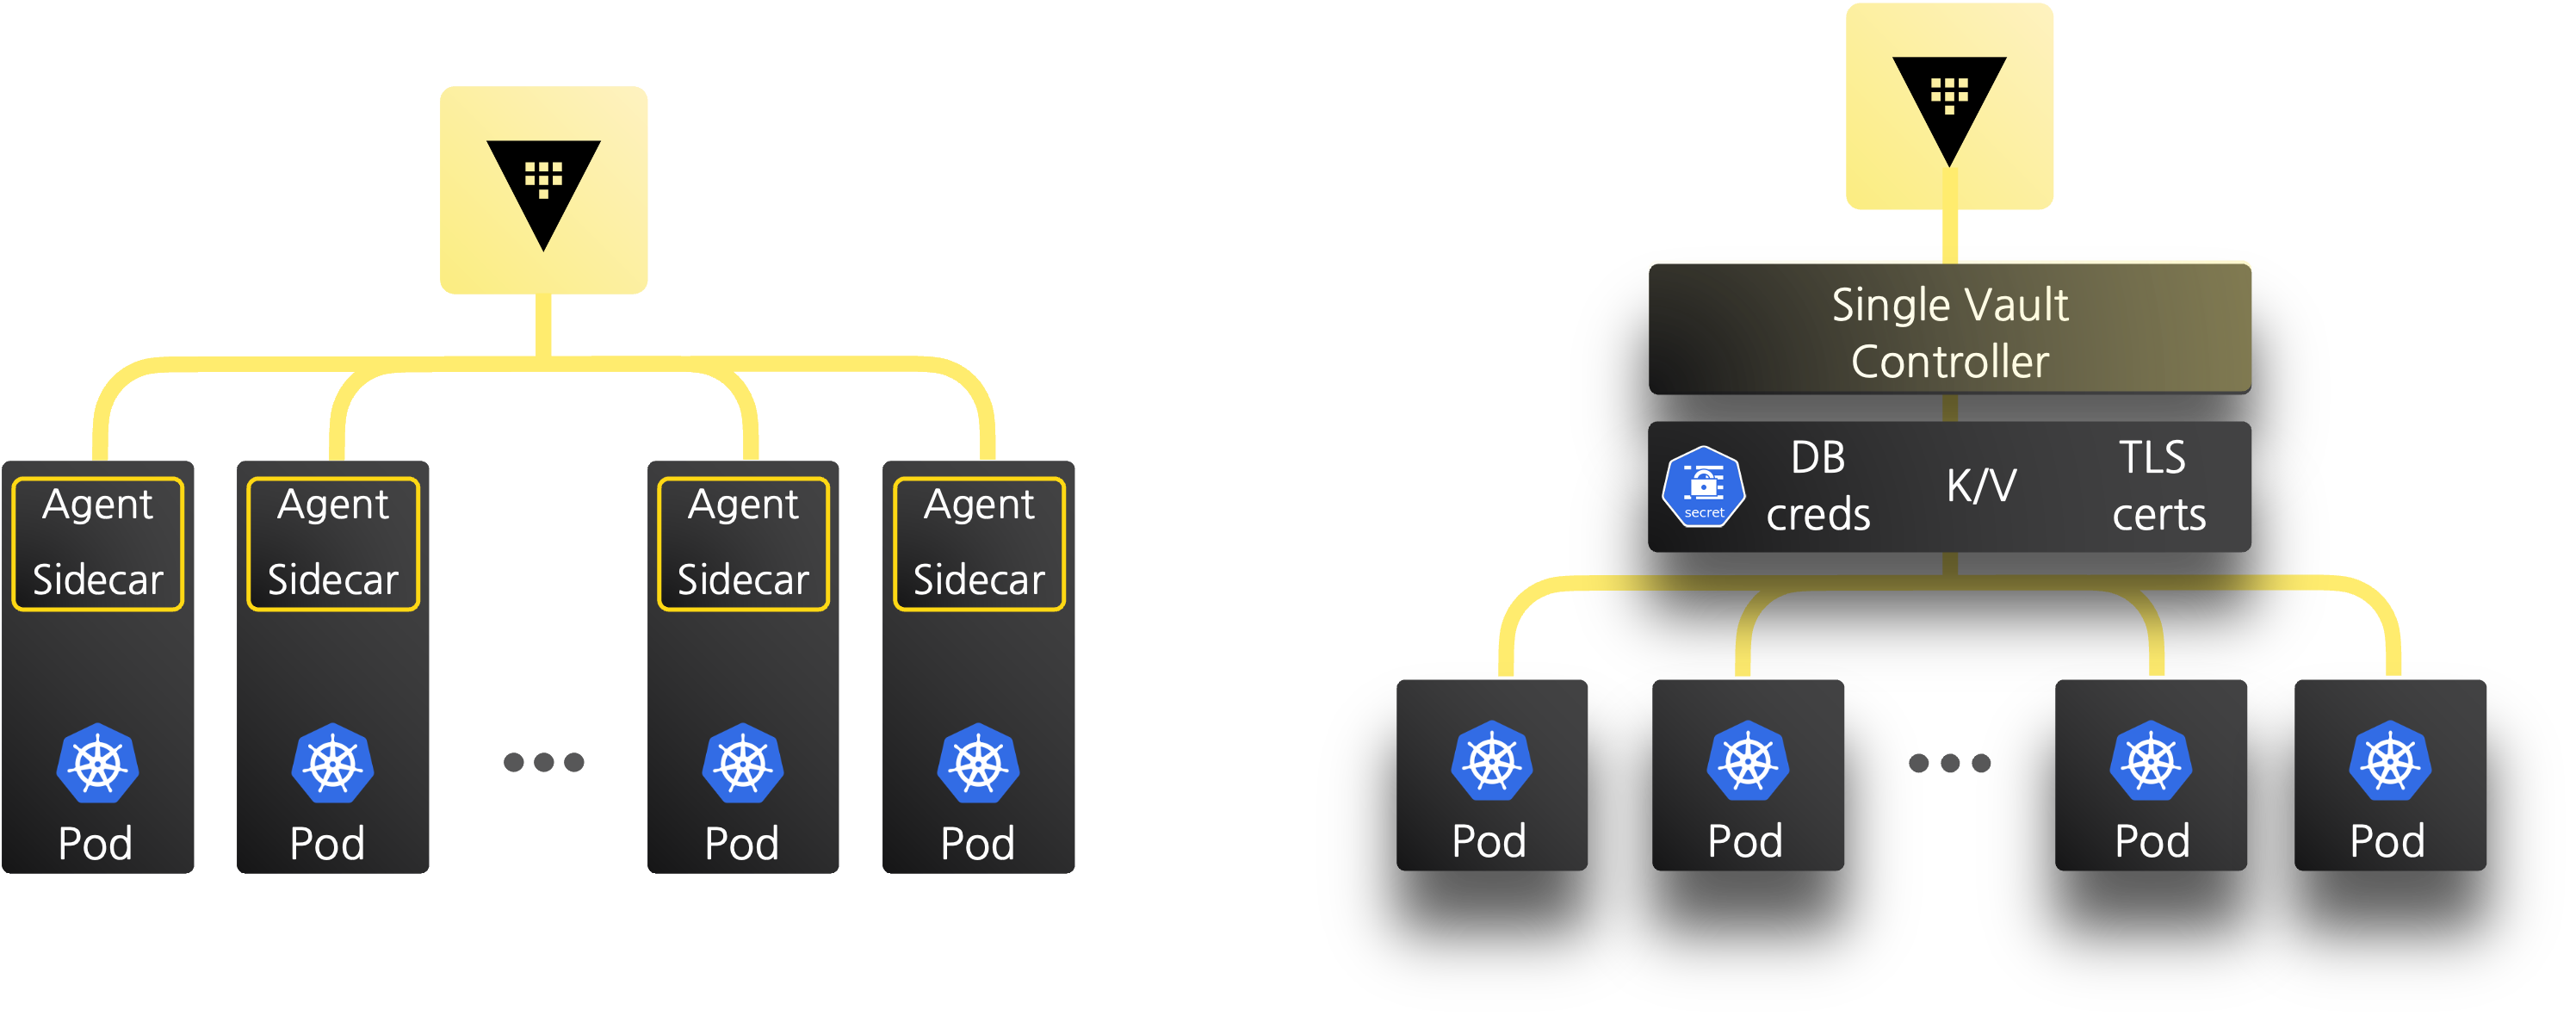 Agent
Sidecar
Pod
Agent
Sidecar
Pod
Agent
Sidecar
Pod
Agent
Sidecar
Pod
Single Vault
Controller
secret
DB
creds
K/V
TLS
certs
Pod
Pod
Pod
Pod